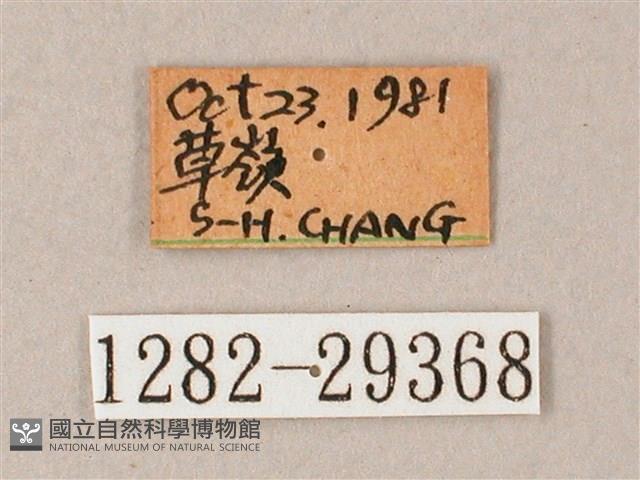 Oct 23. 1981
草嶺
S-H. CHANG
1282-29368
國立自然科學博物館
NATIONAL MUSEUM OF NATURAL SCIENCE